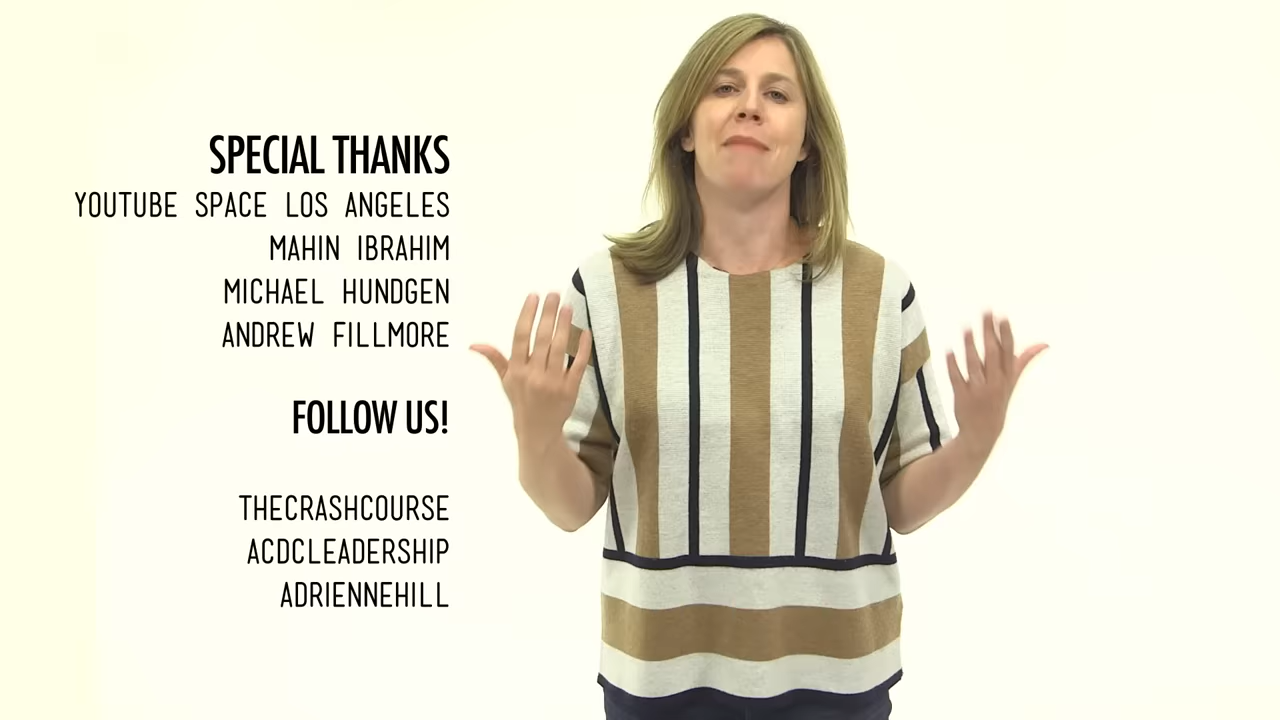 SPECIAL THANKS
YOUTUBE SPACE LOS ANGELES
MAHIN IBRAHIM
MICHAEL HUNDGEN
ANDREW FILLMORE
FOLLOW US!
THECRASHCOURSE
ACDCLEADERSHIP
ADRIENNEHILL